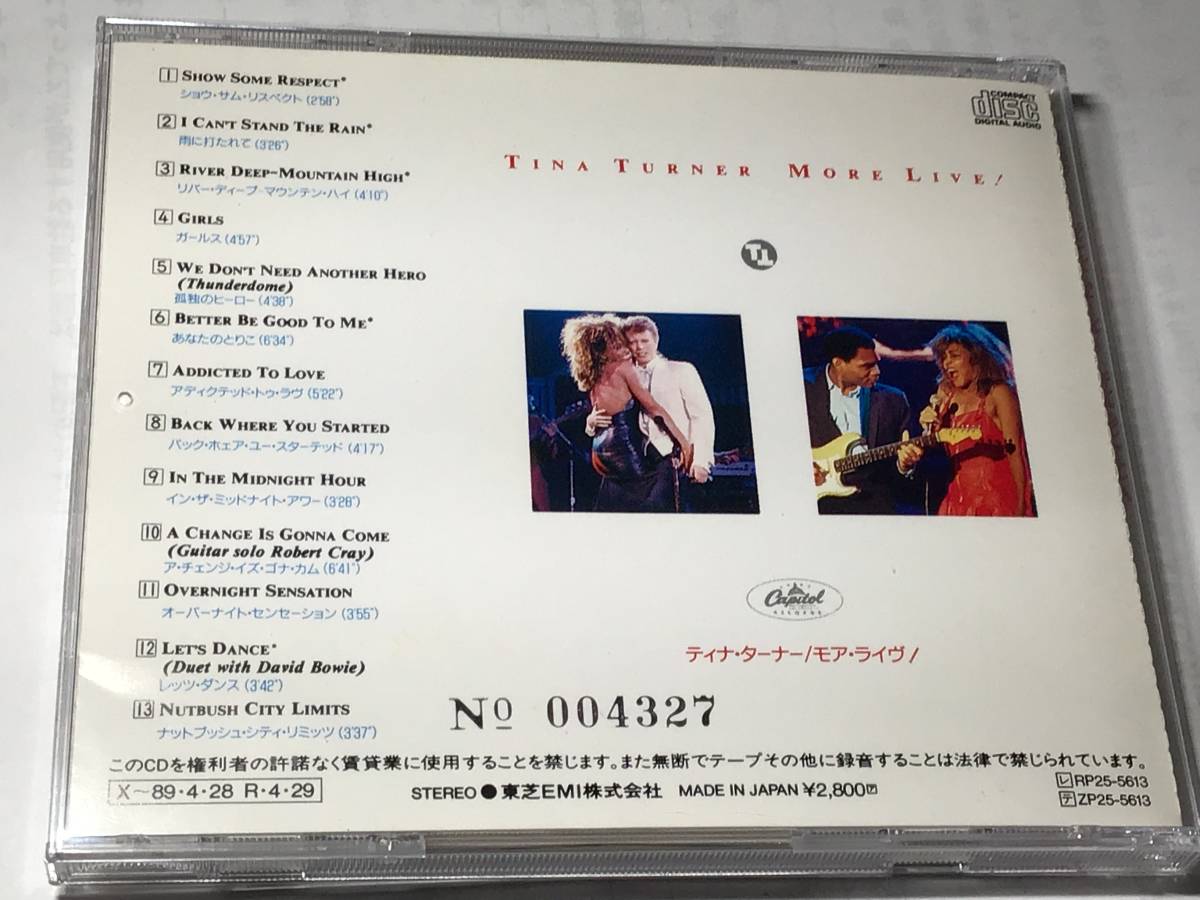 1 SHOW SOME RESPECT*
ショウ・サム・リスペクト (2'58")
2 I CAN'T STAND THE RAIN*
雨に打たれて (3'26")
3 RIVER DEEP-MOUNTAIN HIGH*
リバー・ディープ-マウンテン・ハイ (4'10")
4 GIRLS
ガールス (4'57")
5 WE DON'T NEED ANOTHER HERO
(Thunderdome)
孤独のヒーロー (4'38")
6 BETTER BE GOOD TO ME*
あなたのとりこ (6'34")
7 ADDICTED TO LOVE
アディクテッド・トゥ・ラヴ (5'22")
8 BACK WHERE YOU STARTED
バック・ホェア・ユー・スターテッド (4'17")
9 IN THE MIDNIGHT HOUR
イン・ザ・ミッドナイト・アワー (3'28")
10 A CHANGE IS GONNA COME
(Guitar solo Robert Cray)
ア・チェンジ・イズ・ゴナ・カム (6'41")
11 OVERNIGHT SENSATION
オーバーナイト・センセーション (3'55")
12 LET'S DANCE*
(Duet with David Bowie)
レッツ・ダンス (3'42")
13 NUTBUSH CITY LIMITS
ナットブッシュ・シティ・リミッツ (3'37")
COMPACT
disc
DIGITAL AUDIO
TINA TURNER MORE LIVE!
TT
Capitol
RECORDS
ティナ・ターナー/モア・ライヴ!
No 004327
このCDを権利者の許諾なく賃貸業に使用することを禁じます。また無断でテープその他に録音することは法律で禁じられています。
X～89・4・28 R・4・29
STEREO ● 東芝EMI株式会社 MADE IN JAPAN ¥2,800
レ RP25-5613
テ ZP25-5613